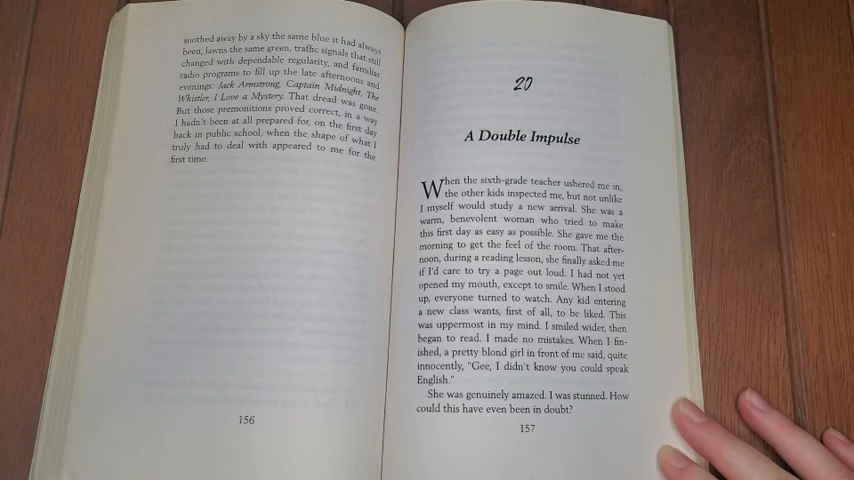 soothed away by a sky the same blue it had always
been, lawns the same green, traffic signals that still
changed with dependable regularity, and familiar
radio programs to fill up the late afternoons and
evenings: Jack Armstrong, Captain Midnight, The
Whistler, I Love a Mystery. That dread was gone.
But those premonitions proved correct, in a way
I hadn't been at all prepared for, on the first day
back in public school, when the shape of what I
truly had to deal with appeared to me for the
first time.
156
20
A Double Impulse
When the sixth-grade teacher ushered me in,
the other kids inspected me, but not unlike
I myself would study a new arrival. She was a
warm, benevolent woman who tried to make
this first day as easy as possible. She gave me the
morning to get the feel of the room. That after-
noon, during a reading lesson, she finally asked me
if I'd care to try a page out loud. I had not yet
opened my mouth, except to smile. When I stood
up, everyone turned to watch. Any kid entering
a new class wants, first of all, to be liked. This
was uppermost in my mind. I smiled wider, then
began to read. I made no mistakes. When I fin-
ished, a pretty blond girl in front of me said, quite
innocently, "Gee, I didn't know you could speak
English."
She was genuinely amazed. I was stunned. How
could this have even been in doubt?
157